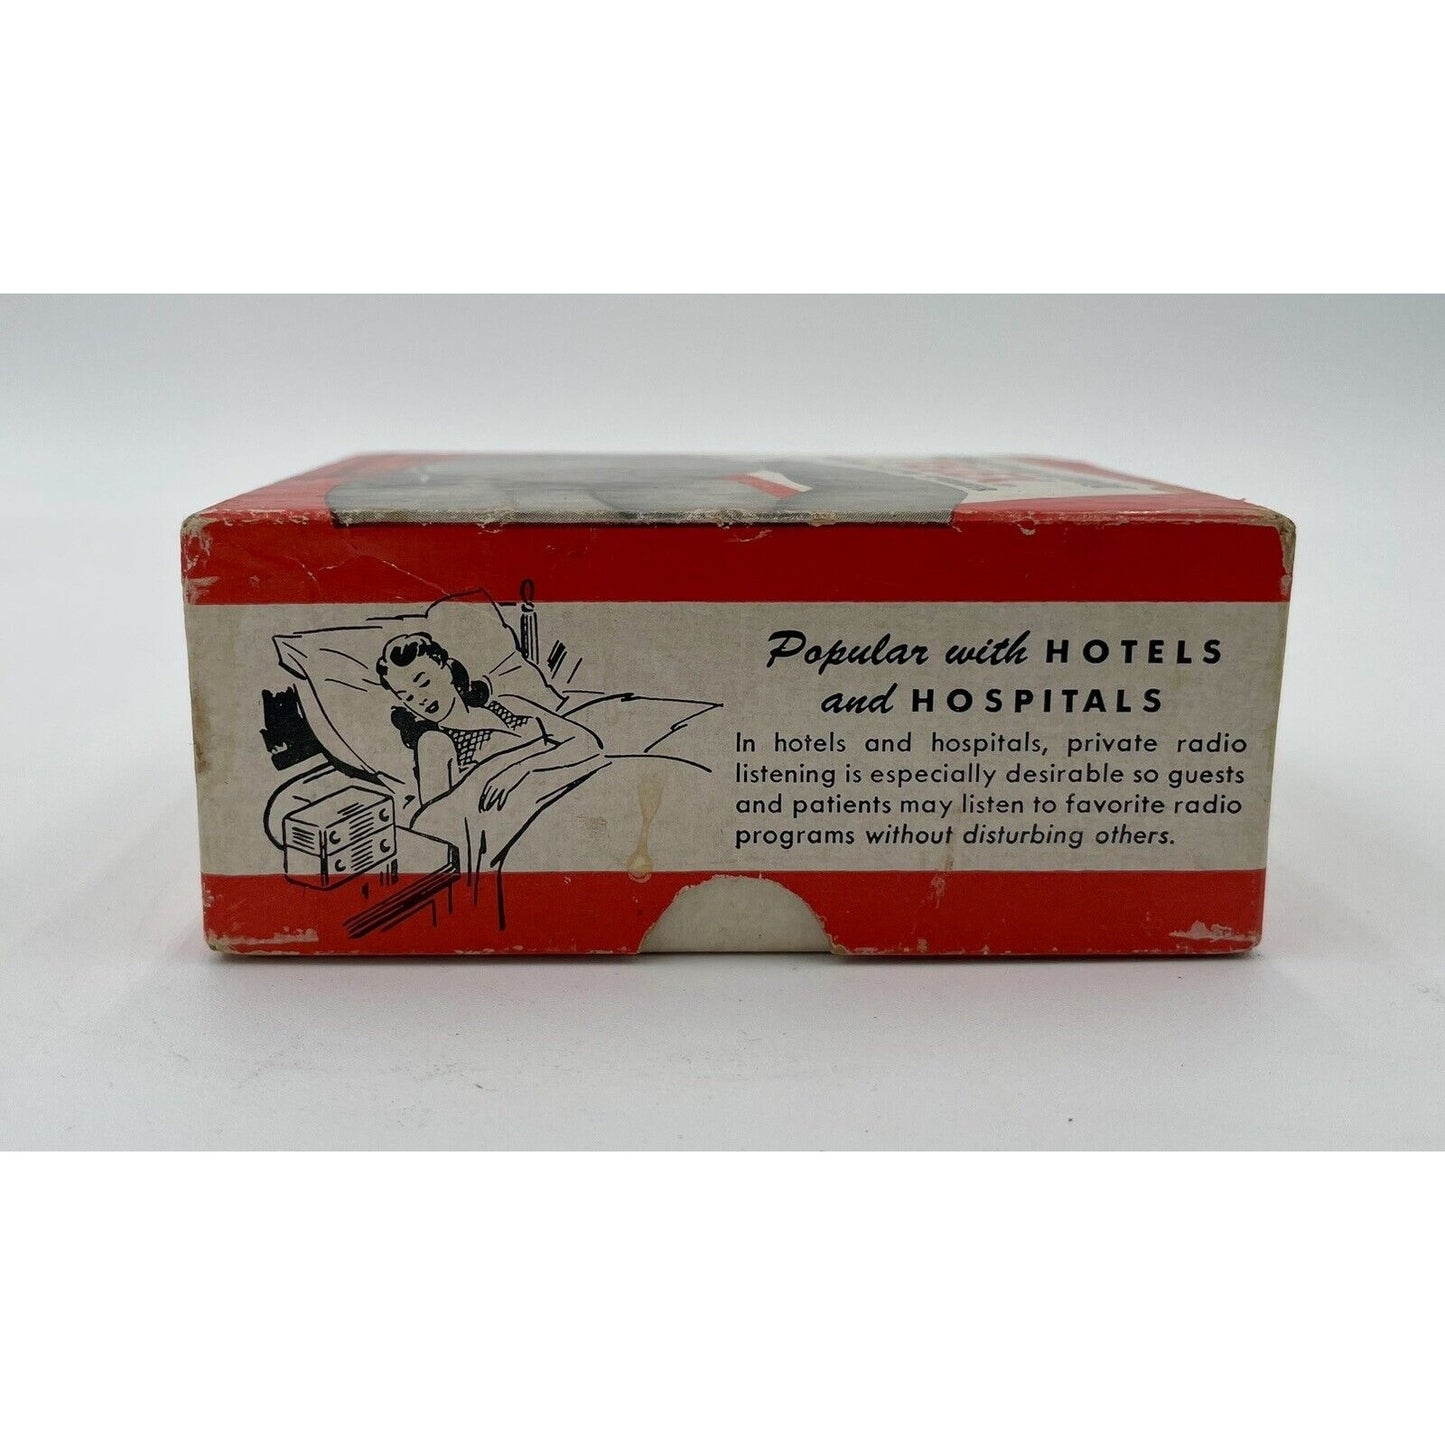 Popular with HOTELS
and HOSPITALS
In hotels and hospitals, private radio
listening is especially desirable so guests
and patients may listen to favorite radio
programs without disturbing others.